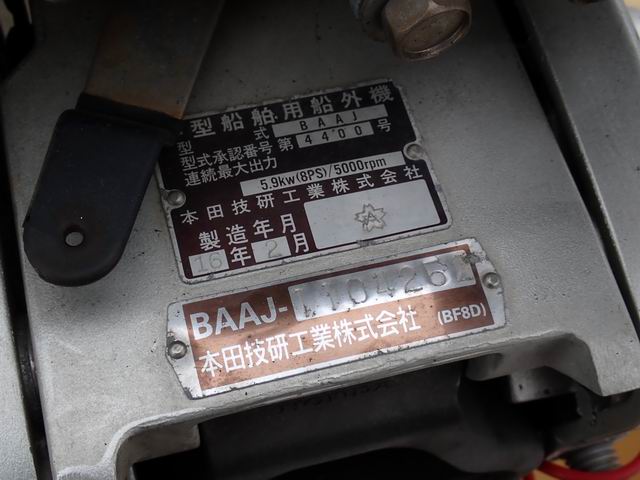 型船舶用船外機
型式 BAAJ
型式承認番号 第 4400 号
連続最大出力
5.9kw(8PS)/5000rpm
本田技研工業株式会社
製造年月
16年 2月
BAAJ-
本田技研工業株式会社 (BF8D)